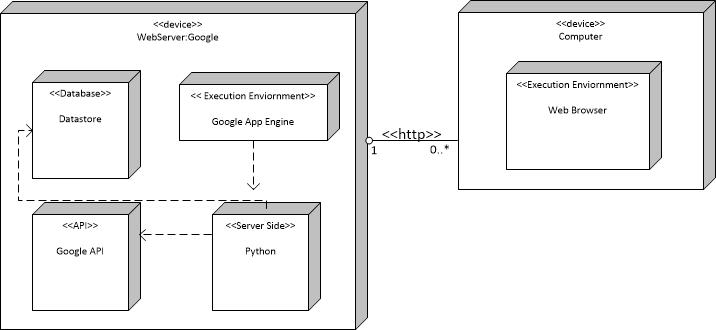 <<device>>
WebServer:Google
<<Database>>
Datastore
<< Execution Enviornment>>
Google App Engine
<<API>>
Google API
<<Server Side>>
Python
<<http>>
1
0..*
<<device>>
Computer
<<Execution Enviornment>>
Web Browser